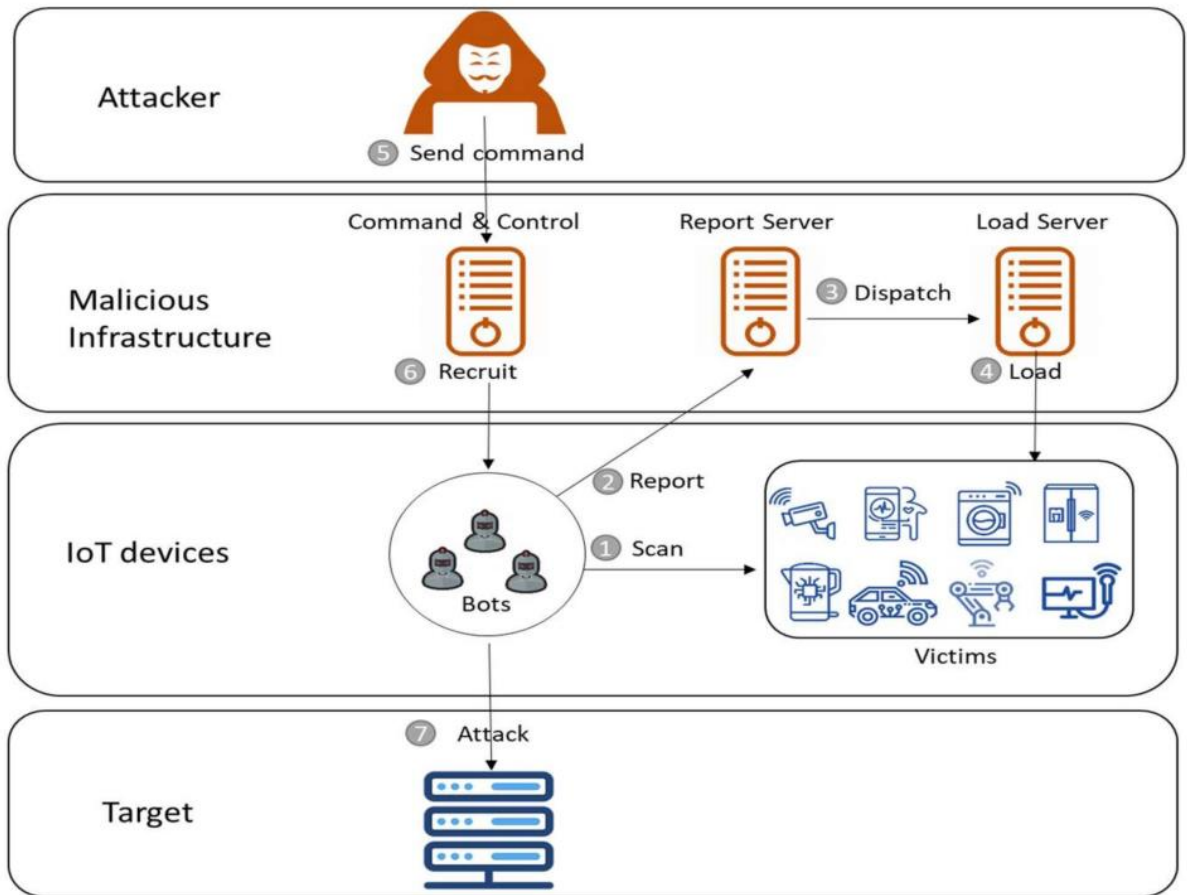 Attacker
5 Send command
Command & Control
Report Server
Load Server
Malicious
Infrastructure
3 Dispatch
6 Recruit
4 Load
2 Report
IoT devices
1 Scan
Bots
Victims
7 Attack
Target